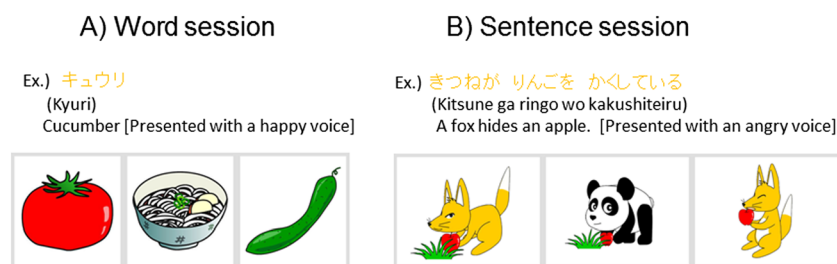 A) Word session
Ex.) キュウリ
(Kyuri)
Cucumber [Presented with a happy voice]
B) Sentence session
Ex.) きつねが りんごを かくしている
(Kitsune ga ringo wo kakushiteiru)
A fox hides an apple. [Presented with an angry voice]